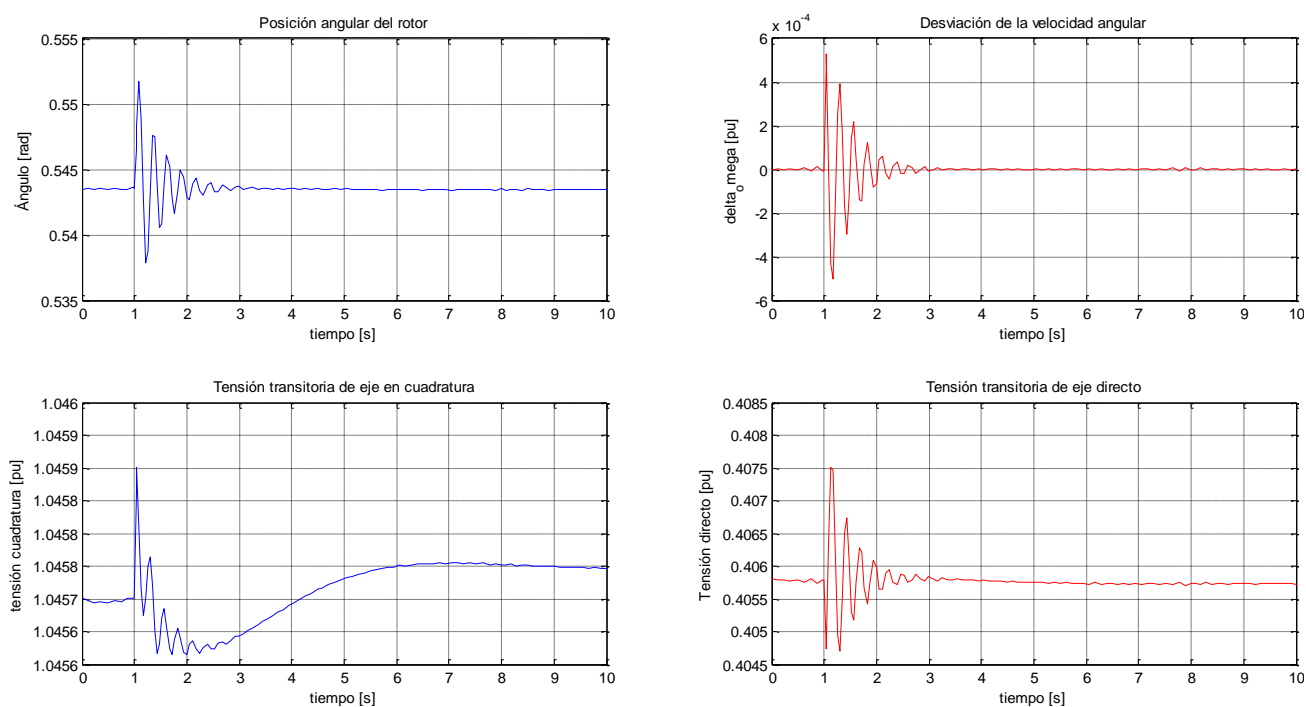 Posición angular del rotor
0.555
0.55
0.545
0.54
0.535
Ángulo [rad]
0 1 2 3 4 5 6 7 8 9 10
tiempo [s]
Desviación de la velocidad angular
x 10-4
6
4
2
0
-2
-4
-6
delta_omega [pu]
0 1 2 3 4 5 6 7 8 9 10
tiempo [s]
Tensión transitoria de eje en cuadratura
1.046
1.0459
1.0459
1.0458
1.0458
1.0458
1.0457
1.0456
1.0456
tensión cuadratura [pu]
0 1 2 3 4 5 6 7 8 9 10
tiempo [s]
Tensión transitoria de eje directo
0.4085
0.408
0.4075
0.407
0.4065
0.406
0.4055
0.405
0.4045
Tensión directo [pu]
0 1 2 3 4 5 6 7 8 9 10
tiempo [s]